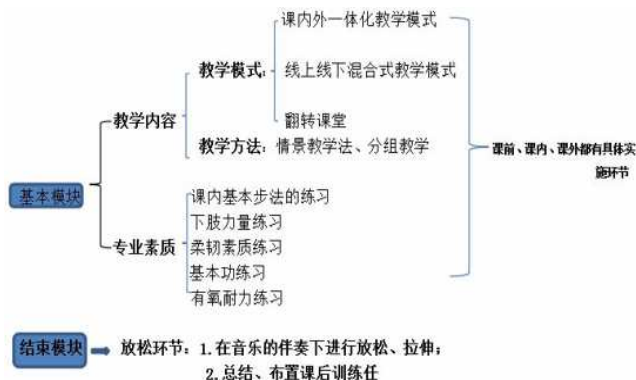 课内外一体化教学模式
教学模式：线上线下混合式教学模式
翻转课堂
教学内容
教学方法：情景教学法、分组教学
课前、课内、课外都有具体实
施环节
基本模块
课内基本步法的练习
下肢力量练习
专业素质
柔韧素质练习
基本功练习
有氧耐力练习
结束模块
放松环节：1.在音乐的伴奏下进行放松、拉伸；
2.总结、布置课后训练任